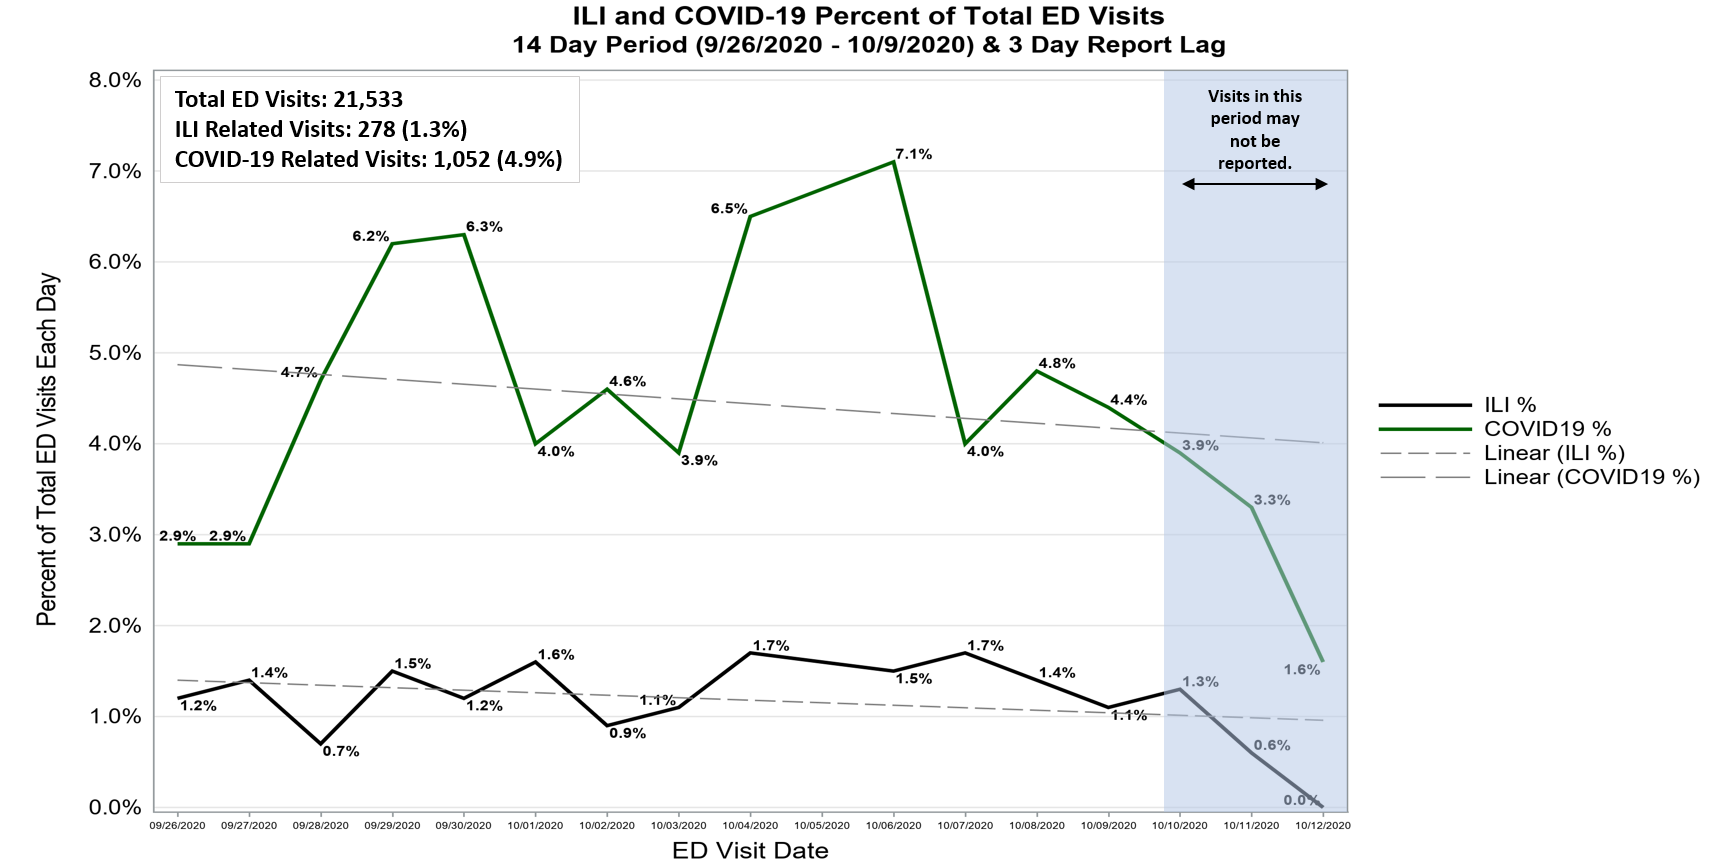 ILI and COVID-19 Percent of Total ED Visits
14 Day Period (9/26/2020 - 10/9/2020) & 3 Day Report Lag
Total ED Visits: 21,533
ILI Related Visits: 278 (1.3%)
COVID-19 Related Visits: 1,052 (4.9%)
Visits in this
period may
not be
reported.
Percent of Total ED Visits Each Day
8.0%
7.0%
6.0%
5.0%
4.0%
3.0%
2.0%
1.0%
0.0%
2.9% 2.9% 4.7% 6.2% 6.3% 4.0% 4.6% 3.9% 6.5% 7.1% 4.0% 4.8% 4.4% 3.9% 3.3% 1.6%
1.2% 1.4% 0.7% 1.5% 1.2% 1.6% 0.9% 1.1% 1.7% 1.5% 1.7% 1.4% 1.1% 1.3% 0.6% 0.0%
09/26/2020 09/27/2020 09/28/2020 09/29/2020 09/30/2020 10/01/2020 10/02/2020 10/03/2020 10/04/2020 10/05/2020 10/06/2020 10/07/2020 10/08/2020 10/09/2020 10/10/2020 10/11/2020 10/12/2020
ED Visit Date
ILI %
COVID19 %
Linear (ILI %)
Linear (COVID19 %)